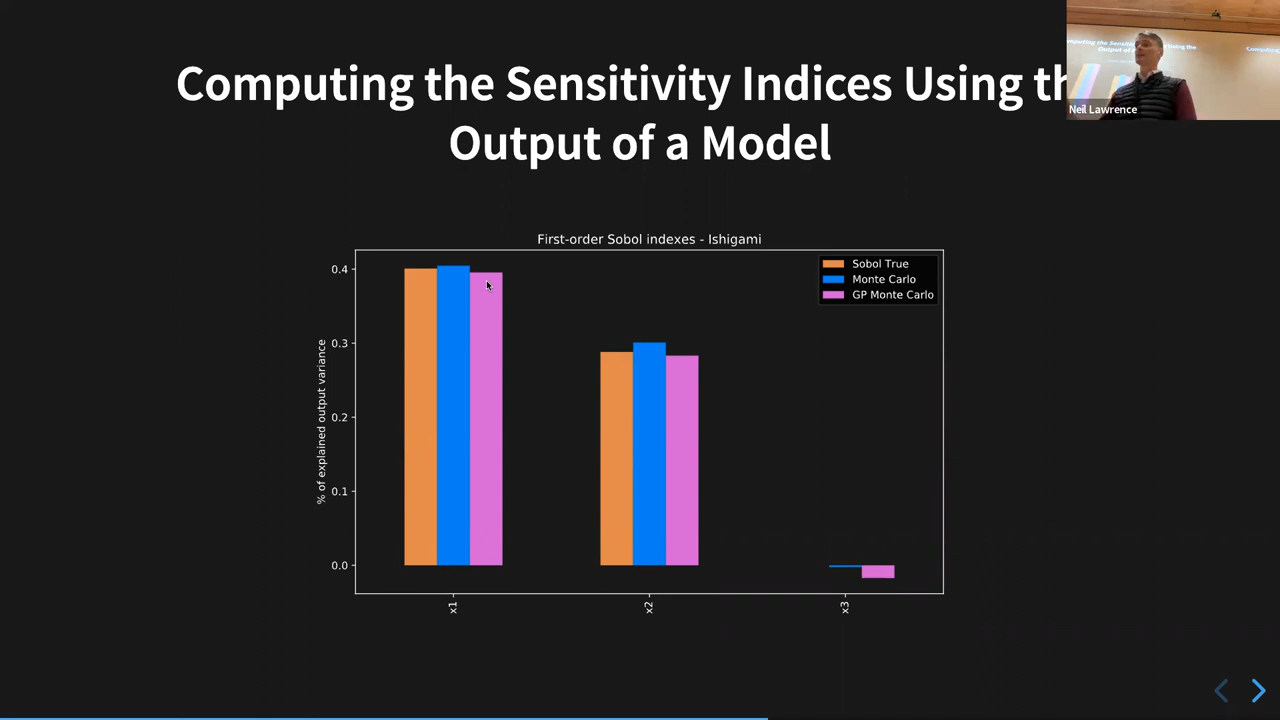 Computing the Sensitivity Indices Using th
Output of a Model
Neil Lawrence
First-order Sobol indexes - Ishigami
Sobol True
Monte Carlo
GP Monte Carlo
% of explained output variance
0.4
0.3
0.2
0.1
0.0
x1
x2
x3